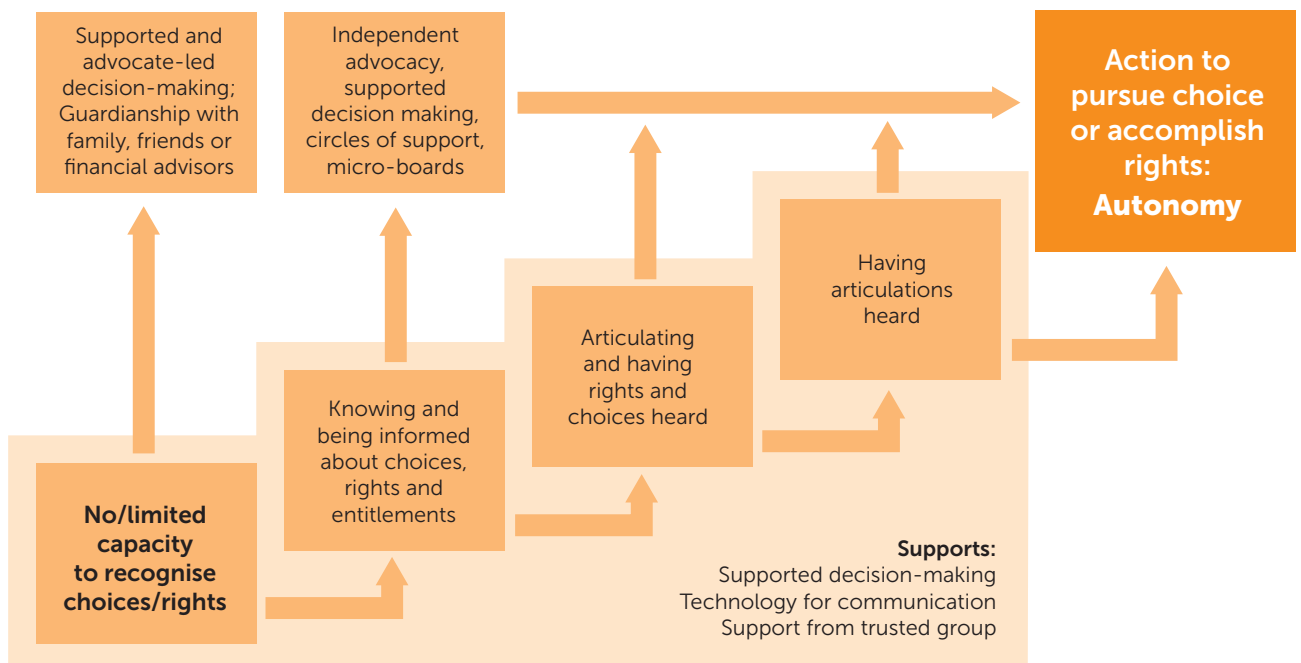 Supported and
advocate-led
decision-making;
Guardianship with
family, friends or
financial advisors
Independent
advocacy,
supported
decision making,
circles of support,
micro-boards
Action to
pursue choice
or accomplish
rights:
Autonomy
Having
articulations
heard
Articulating
and having
rights and
choices heard
Knowing and
being informed
about choices,
rights and
entitlements
No/limited
capacity
to recognise
choices/rights
Supports:
Supported decision-making
Technology for communication
Support from trusted group